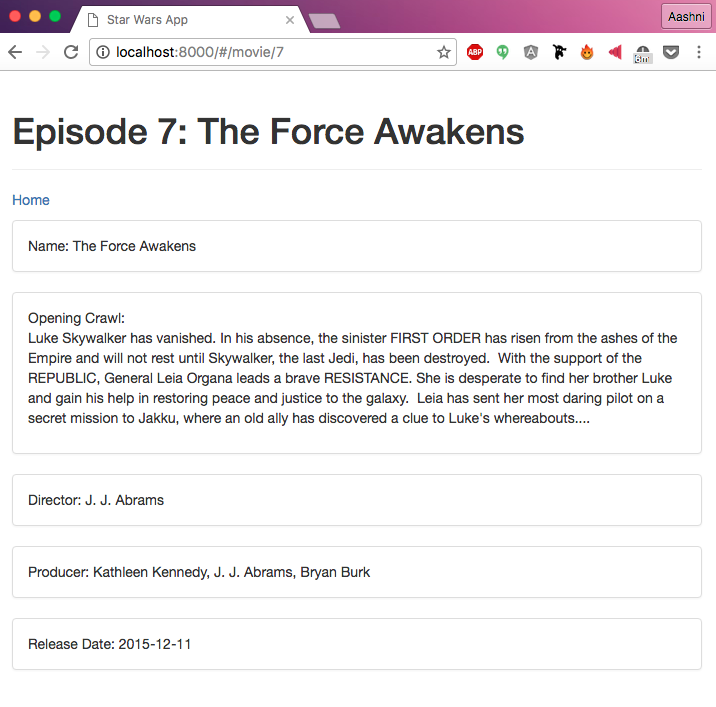 Star Wars App
Aashni
localhost:8000/#/movie/7
ABP
Episode 7: The Force Awakens
Home
Name: The Force Awakens
Opening Crawl:
Luke Skywalker has vanished. In his absence, the sinister FIRST ORDER has risen from the ashes of the
Empire and will not rest until Skywalker, the last Jedi, has been destroyed.  With the support of the
REPUBLIC, General Leia Organa leads a brave RESISTANCE. She is desperate to find her brother Luke
and gain his help in restoring peace and justice to the galaxy.  Leia has sent her most daring pilot on a
secret mission to Jakku, where an old ally has discovered a clue to Luke's whereabouts....
Director: J. J. Abrams
Producer: Kathleen Kennedy, J. J. Abrams, Bryan Burk
Release Date: 2015-12-11